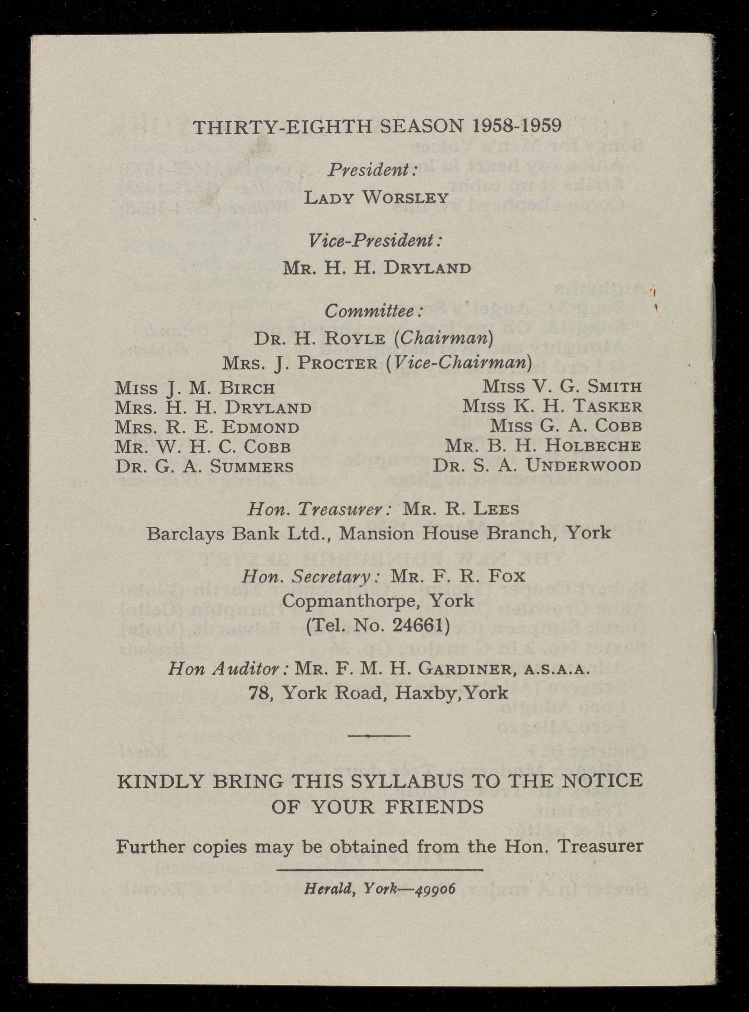 THIRTY-EIGHTH SEASON 1958-1959
President:
LADY WORSLEY
Vice-President:
MR. H. H. DRYLAND
Committee:
DR. H. ROYLE (Chairman)
MRS. J. PROCTER (Vice-Chairman)
MISS J. M. BIRCH MISS V. G. SMITH
MRS. H. H. DRYLAND MISS K. H. TASKER
MRS. R. E. EDMOND MISS G. A. COBB
MR. W. H. C. COBB MR. B. H. HOLBECHE
DR. G. A. SUMMERS DR. S. A. UNDERWOOD
Hon. Treasurer: MR. R. LEES
Barclays Bank Ltd., Mansion House Branch, York
Hon. Secretary: MR. F. R. FOX
Copmanthorpe, York
(Tel. No. 24661)
Hon Auditor: MR. F. M. H. GARDINER, A.S.A.A.
78, York Road, Haxby,York
KINDLY BRING THIS SYLLABUS TO THE NOTICE
OF YOUR FRIENDS
Further copies may be obtained from the Hon. Treasurer
Herald, York—49906